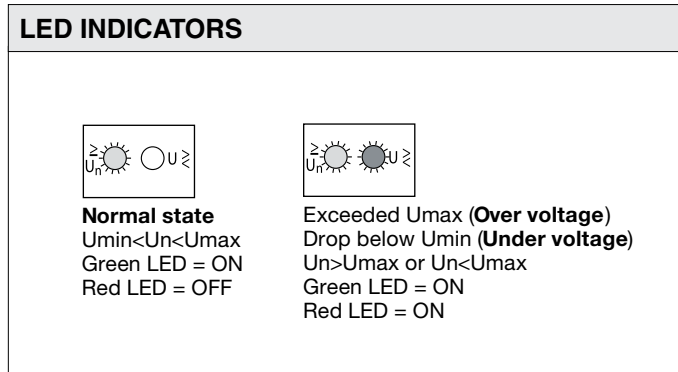 LED INDICATORS
≥
Un U ≷
Normal state
Umin<Un<Umax
Green LED = ON
Red LED = OFF
≥
Un U ≷
Exceeded Umax (Over voltage)
Drop below Umin (Under voltage)
Un>Umax or Un<Umax
Green LED = ON
Red LED = ON